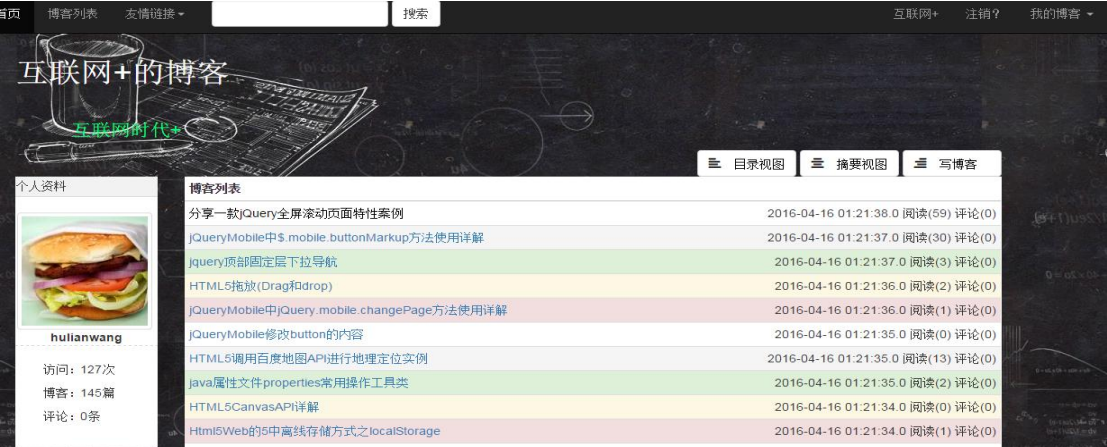 首页 博客列表 友情链接 搜索 互联网+ 注销? 我的博客
互联网+的博客
互联网时代+
目录视图 摘要视图 写博客
个人资料
hulianwang
访问：127次
博客：145篇
评论：0条
博客列表
分享一款jQuery全屏滚动页面特性案例 2016-04-16 01:21:38.0 阅读(59) 评论(0)
jQueryMobile中$.mobile.buttonMarkup方法使用详解 2016-04-16 01:21:37.0 阅读(30) 评论(0)
jquery顶部固定层下拉导航 2016-04-16 01:21:37.0 阅读(3) 评论(0)
HTML5拖放(Drag和drop) 2016-04-16 01:21:36.0 阅读(2) 评论(0)
jQueryMobile中jQuery.mobile.changePage方法使用详解 2016-04-16 01:21:36.0 阅读(1) 评论(0)
jQueryMobile修改button的内容 2016-04-16 01:21:35.0 阅读(0) 评论(0)
HTML5调用百度地图API进行地理定位实例 2016-04-16 01:21:35.0 阅读(13) 评论(0)
java属性文件properties常用操作工具类 2016-04-16 01:21:35.0 阅读(2) 评论(0)
HTML5CanvasAPI详解 2016-04-16 01:21:34.0 阅读(0) 评论(0)
Html5Web的5中离线存储方式之localStorage 2016-04-16 01:21:34.0 阅读(1) 评论(0)